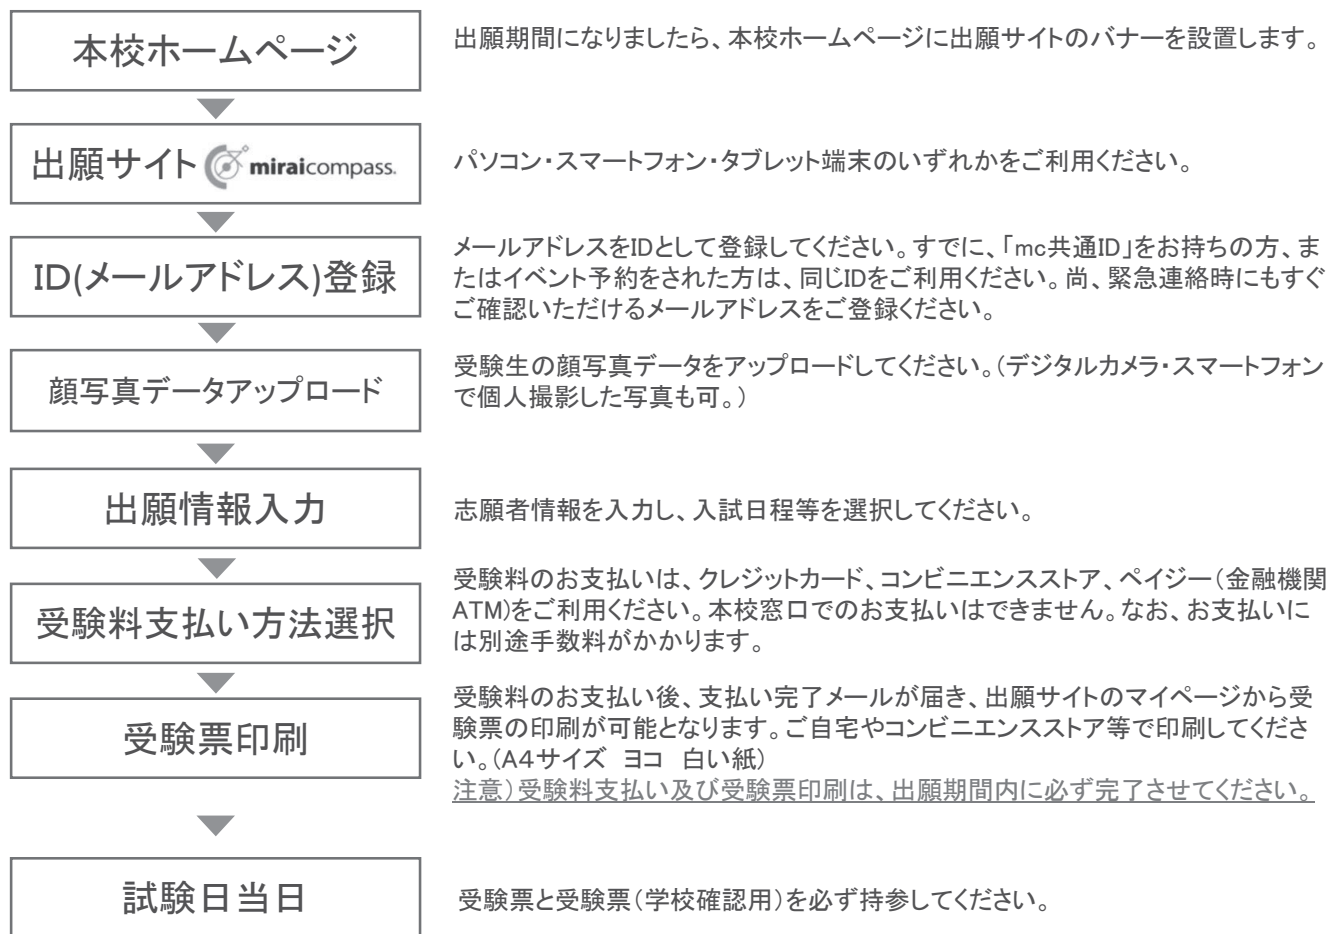 本校ホームページ
出願期間になりましたら、本校ホームページに出願サイトのバナーを設置します。
出願サイト miraicompass.
パソコン・スマートフォン・タブレット端末のいずれかをご利用ください。
ID(メールアドレス)登録
メールアドレスをIDとして登録してください。すでに、「mc共通ID」をお持ちの方、ま
たはイベント予約をされた方は、同じIDをご利用ください。尚、緊急連絡時にもすぐ
ご確認いただけるメールアドレスをご登録ください。
顔写真データアップロード
受験生の顔写真データをアップロードしてください。(デジタルカメラ・スマートフォン
で個人撮影した写真も可。)
出願情報入力
志願者情報を入力し、入試日程等を選択してください。
受験料支払い方法選択
受験料のお支払いは、クレジットカード、コンビニエンスストア、ペイジー(金融機関
ATM)をご利用ください。本校窓口でのお支払いはできません。なお、お支払いに
は別途手数料がかかります。
受験票印刷
受験料のお支払い後、支払い完了メールが届き、出願サイトのマイページから受
験票の印刷が可能となります。ご自宅やコンビニエンスストア等で印刷してくださ
い。(A4サイズ　ヨコ　白い紙)
注意)受験料支払い及び受験票印刷は、出願期間内に必ず完了させてください。
試験日当日
受験票と受験票(学校確認用)を必ず持参してください。